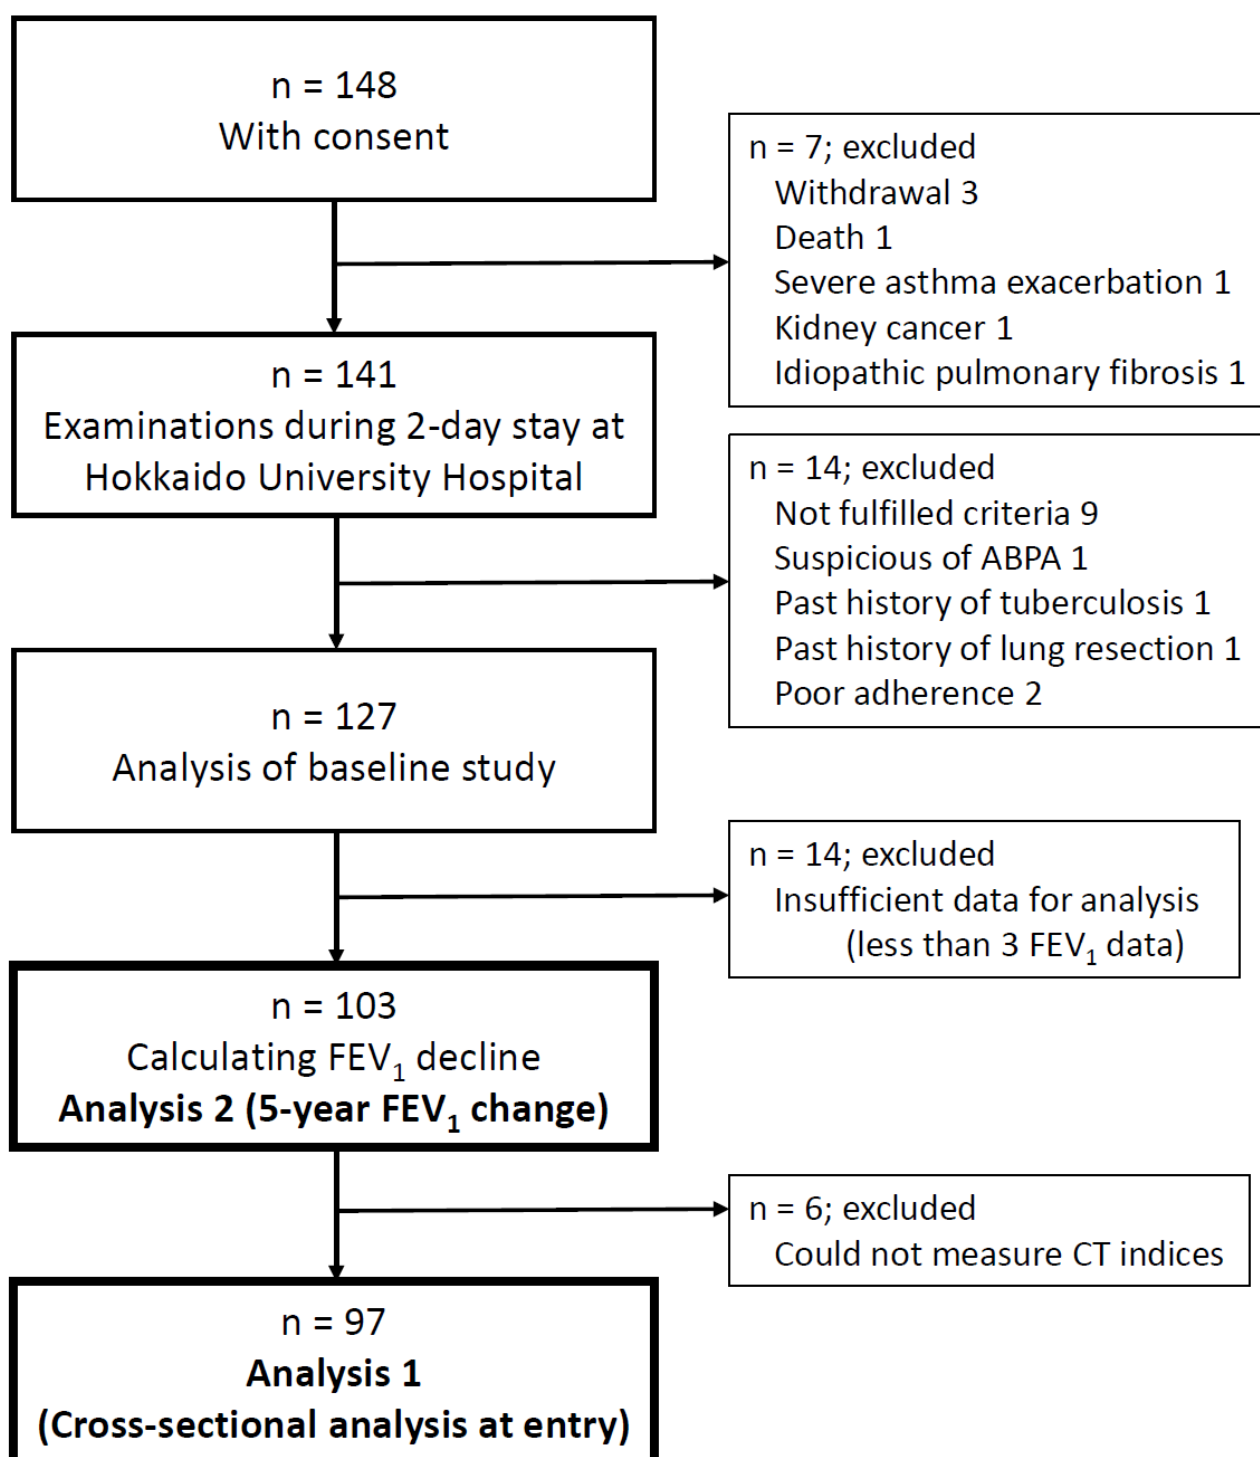 n = 148
With consent
n = 7; excluded
Withdrawal 3
Death 1
Severe asthma exacerbation 1
Kidney cancer 1
Idiopathic pulmonary fibrosis 1
n = 141
Examinations during 2-day stay at
Hokkaido University Hospital
n = 14; excluded
Not fulfilled criteria 9
Suspicious of ABPA 1
Past history of tuberculosis 1
Past history of lung resection 1
Poor adherence 2
n = 127
Analysis of baseline study
n = 14; excluded
Insufficient data for analysis
(less than 3 FEV₁ data)
n = 103
Calculating FEV₁ decline
Analysis 2 (5-year FEV₁ change)
n = 6; excluded
Could not measure CT indices
n = 97
Analysis 1
(Cross-sectional analysis at entry)